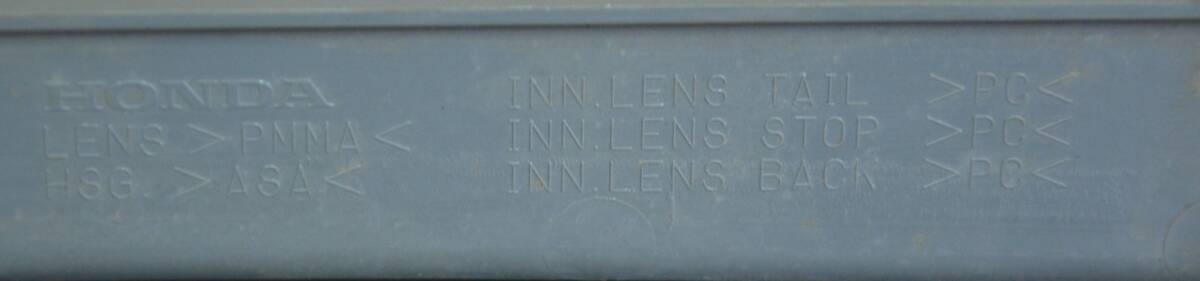 HONDA
LENS >PMMA<
HSG. >ASA<
INN.LENS TAIL >PC<
INN.LENS STOP >PC<
INN.LENS BACK >PC<